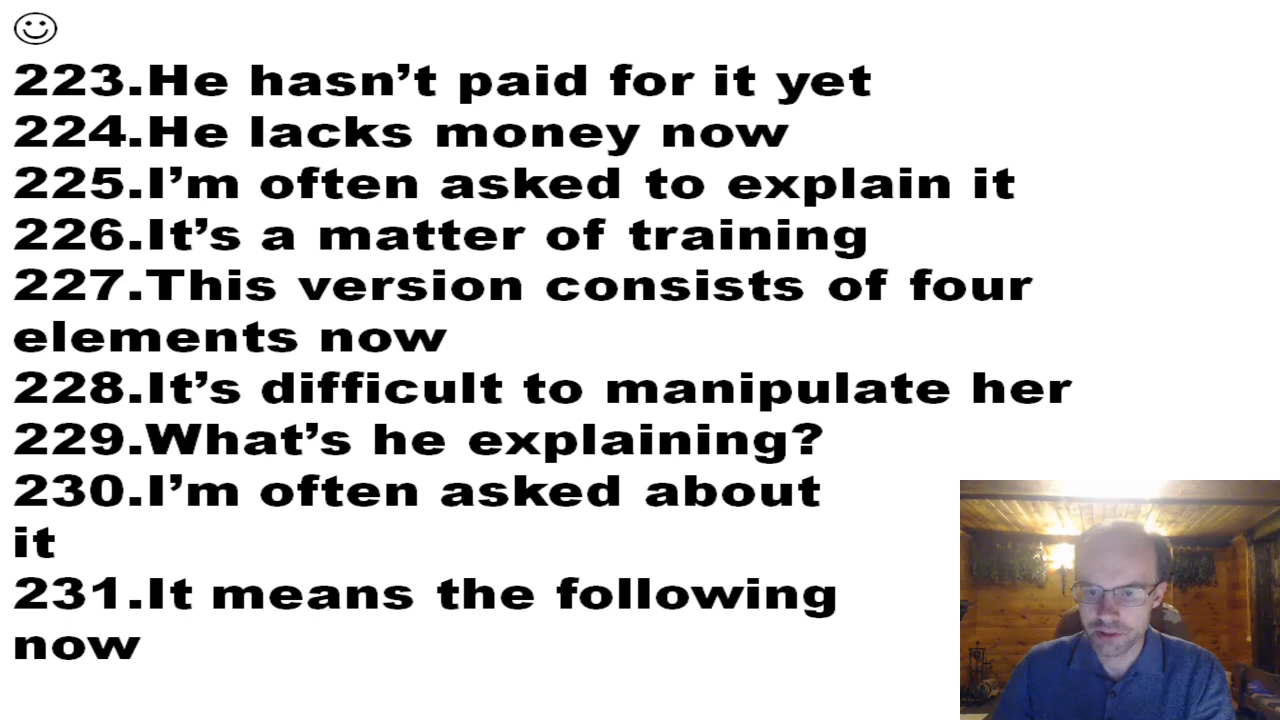 223.He hasn’t paid for it yet
224.He lacks money now
225.I’m often asked to explain it
226.It’s a matter of training
227.This version consists of four
elements now
228.It’s difficult to manipulate her
229.What’s he explaining?
230.I’m often asked about
it
231.It means the following
now